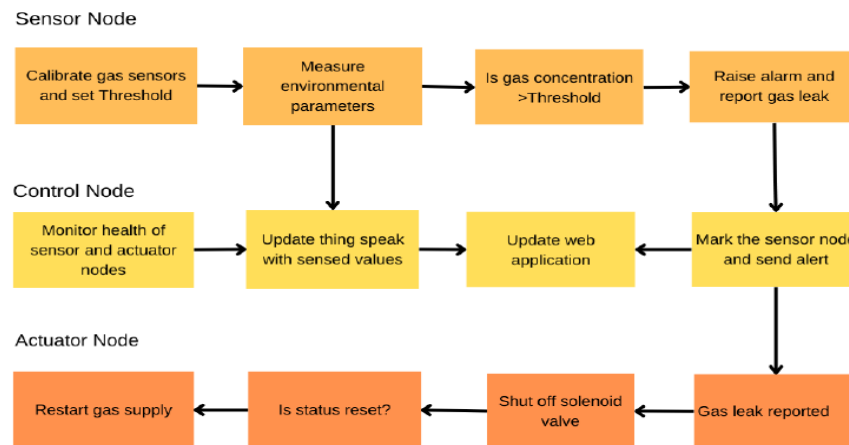 Sensor Node
Calibrate gas sensors
and set Threshold
Measure
environmental
parameters
Is gas concentration
>Threshold
Raise alarm and
report gas leak
Control Node
Monitor health of
sensor and actuator
nodes
Update thing speak
with sensed values
Update web
application
Mark the sensor node
and send alert
Actuator Node
Restart gas supply
Is status reset?
Shut off solenoid
valve
Gas leak reported